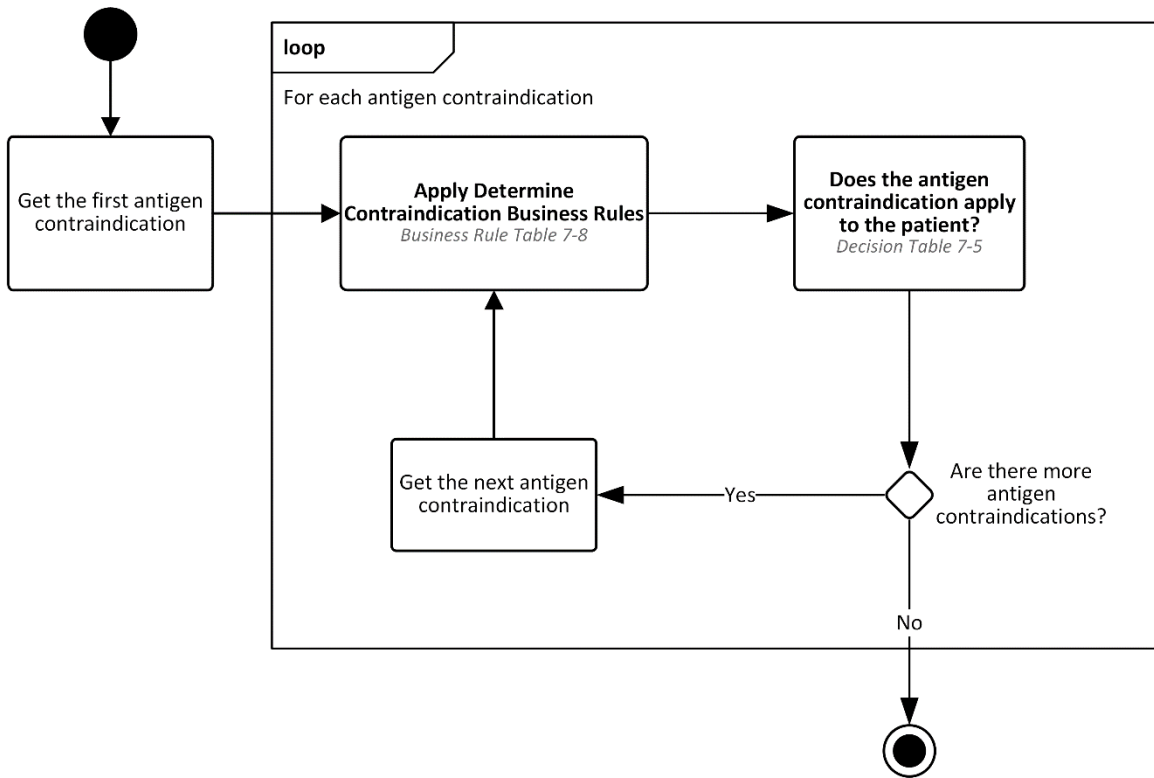 loop
For each antigen contraindication
Get the first antigen
contraindication
Apply Determine
Contraindication Business Rules
Business Rule Table 7-8
Does the antigen
contraindication apply
to the patient?
Decision Table 7-5
Get the next antigen
contraindication
Yes
Are there more
antigen
contraindications?
No